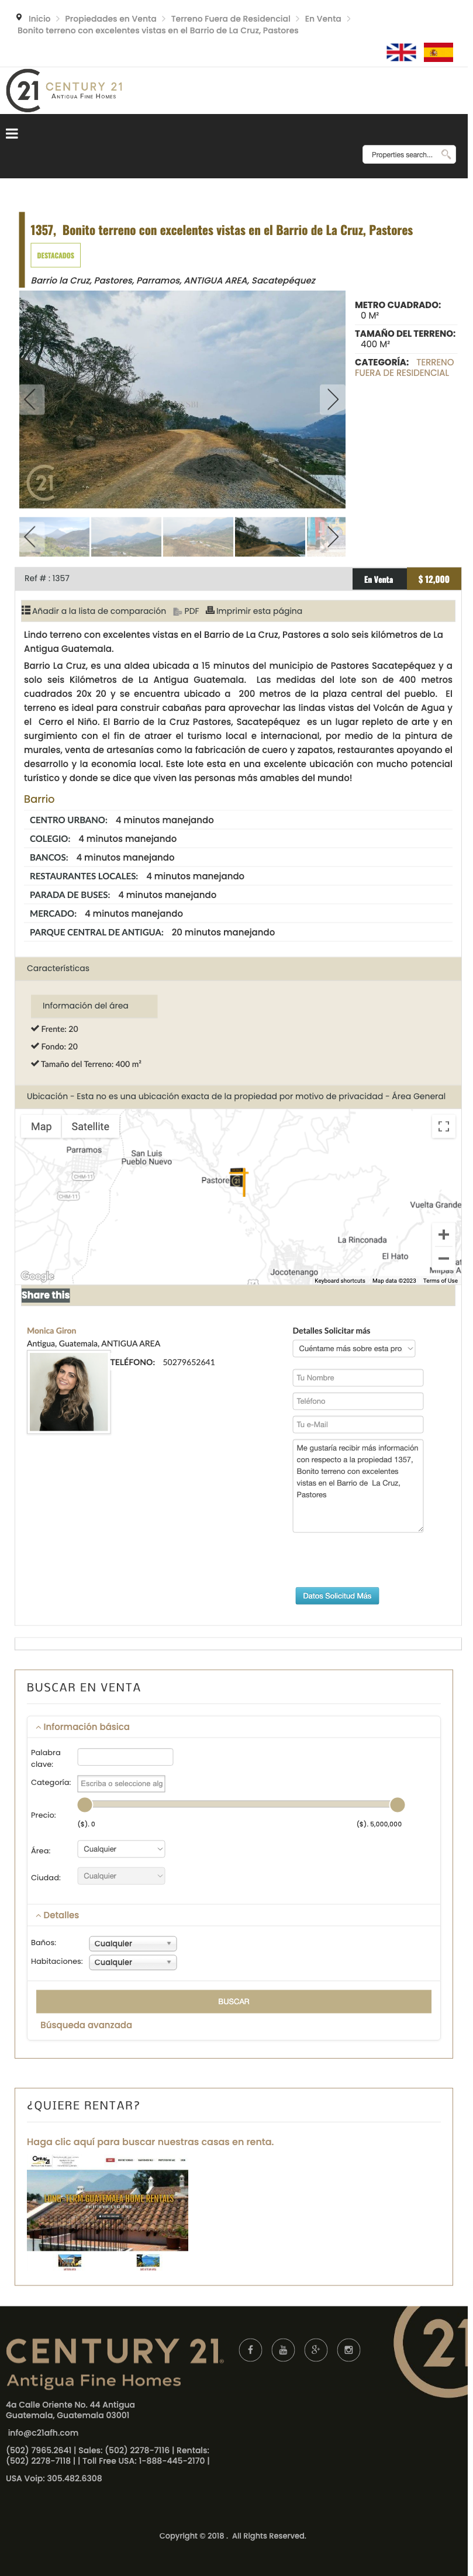 Inicio > Propiedades en Venta > Terreno Fuera de Residencial > En Venta >
Bonito terreno con excelentes vistas en el Barrio de La Cruz, Pastores
21 CENTURY 21
ANTIGUA FINE HOMES
Properties search...
1357, Bonito terreno con excelentes vistas en el Barrio de La Cruz, Pastores
DESTACADOS
Barrio la Cruz, Pastores, Parramos, ANTIGUA AREA, Sacatepéquez
METRO CUADRADO:
0 M²
TAMAÑO DEL TERRENO:
400 M²
CATEGORÍA: TERRENO
FUERA DE RESIDENCIAL
21
Ref # : 1357
En Venta
$ 12,000
Añadir a la lista de comparación PDF Imprimir esta página
Lindo terreno con excelentes vistas en el Barrio de La Cruz, Pastores a solo seis kilómetros de La
Antigua Guatemala.
Barrio La Cruz, es una aldea ubicada a 15 minutos del municipio de Pastores Sacatepéquez y a
solo seis Kilómetros de La Antigua Guatemala. Las medidas del lote son de 400 metros
cuadrados 20x 20 y se encuentra ubicado a 200 metros de la plaza central del pueblo. El
terreno es ideal para construir cabañas para aprovechar las lindas vistas del Volcán de Agua y
el Cerro el Niño. El Barrio de la Cruz Pastores, Sacatepéquez es un lugar repleto de arte y en
surgimiento con el fin de atraer el turismo local e internacional, por medio de la pintura de
murales, venta de artesanías como la fabricación de cuero y zapatos, restaurantes apoyando el
desarrollo y la economía local. Este lote esta en una excelente ubicación con mucho potencial
turístico y donde se dice que viven las personas más amables del mundo!
Barrio
CENTRO URBANO: 4 minutos manejando
COLEGIO: 4 minutos manejando
BANCOS: 4 minutos manejando
RESTAURANTES LOCALES: 4 minutos manejando
PARADA DE BUSES: 4 minutos manejando
MERCADO: 4 minutos manejando
PARQUE CENTRAL DE ANTIGUA: 20 minutos manejando
Características
Información del área
Frente: 20
Fondo: 20
Tamaño del Terreno: 400 m²
Ubicación - Esta no es una ubicación exacta de la propiedad por motivo de privacidad - Área General
Map Satellite
Parramos
San Luis
Pueblo Nuevo
CHM-11
Pastore
CHM-11
Vuelta Grande
La Rinconada
El Hato
Jocotenango
Google
Keyboard shortcuts Map data ©2023 Terms of Use
Share this
Monica Giron
Antigua, Guatemala, ANTIGUA AREA
TELÉFONO: 50279652641
Detalles Solicitar más
Cuéntame más sobre esta pro
Tu Nombre
Teléfono
Tu e-Mail
Me gustaría recibir más información
con respecto a la propiedad 1357,
Bonito terreno con excelentes
vistas en el Barrio de La Cruz,
Pastores
Datos Solicitud Más
BUSCAR EN VENTA
Información básica
Palabra
clave:
Categoría: Escriba o seleccione alg
Precio:
($). 0 ($). 5,000,000
Área: Cualquier
Ciudad: Cualquier
Detalles
Baños: Cualquier
Habitaciones: Cualquier
BUSCAR
Búsqueda avanzada
¿QUIERE RENTAR?
Haga clic aquí para buscar nuestras casas en renta.
LONG TERM GUATEMALA HOME RENTALS
CENTURY 21
Antigua Fine Homes
21
4a Calle Oriente No. 44 Antigua
Guatemala, Guatemala 03001
info@c21afh.com
(502) 7965.2641 | Sales: (502) 2278-7116 | Rentals:
(502) 2278-7118 | | Toll Free USA: 1-888-445-2170 |
USA Voip: 305.482.6308
Copyright © 2018 . All Rights Reserved.